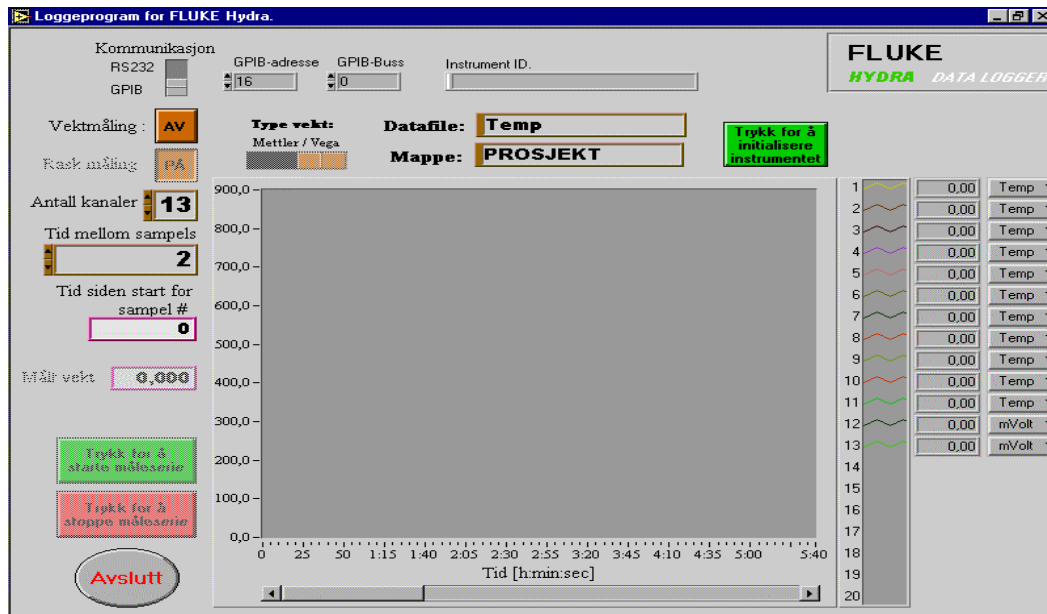 Loggeprogram for FLUKE Hydra.
Kommunikasjon
RS232
GPIB
GPIB-adresse
16
GPIB-Buss
0
Instrument ID.
FLUKE
HYDRA DATA LOGGER
Vektmåling :
AV
Rask måling
PÅ
Type vekt:
Mettler / Vega
Datafile:
Temp
Mappe:
PROSJEKT
Trykk for å
initialisere
instrumentet
Antall kanaler
13
Tid mellom sampels
2
Tid siden start for
sampel #
0
Målt vekt
0,000
Trykk for å
starte måleserie
Trykk for å
stoppe måleserie
Avslutt
900,0
800,0
700,0
600,0
500,0
400,0
300,0
200,0
100,0
0,0
0 25 50 1:15 1:40 2:05 2:30 2:55 3:20 3:45 4:10 4:35 5:00 5:40
Tid [h:min:sec]
1 0,00 Temp
2 0,00 Temp
3 0,00 Temp
4 0,00 Temp
5 0,00 Temp
6 0,00 Temp
7 0,00 Temp
8 0,00 Temp
9 0,00 Temp
10 0,00 Temp
11 0,00 Temp
12 0,00 mVolt
13 0,00 mVolt
14
15
16
17
18
19
20